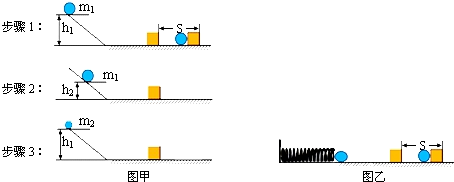 步骤1： m₁ h₁ S
步骤2： m₁ h₂
步骤3： m₂ h₁
图甲
S
图乙